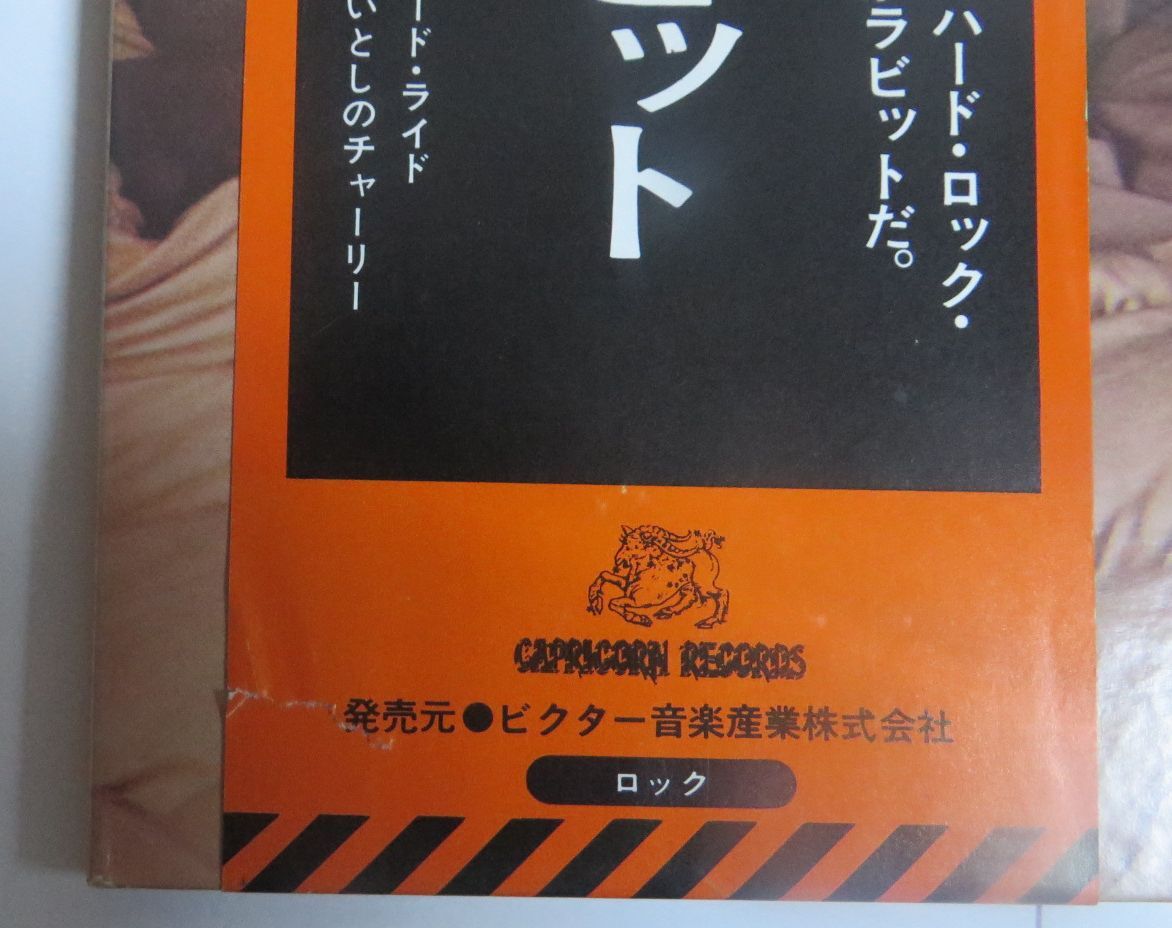 ハード・ロック・
ラビットだ。
ビット
ード・ライド
いとしのチャーリー
CAPRICORN RECORDS
発売元●ビクター音楽産業株式会社
ロック